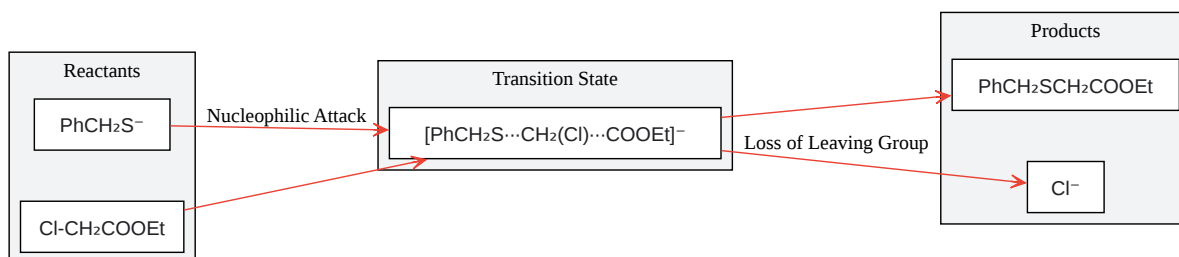 Reactants
PhCH₂S⁻
Cl-CH₂COOEt
Nucleophilic Attack
Transition State
[PhCH₂S···CH₂(Cl)···COOEt]⁻
Loss of Leaving Group
Products
PhCH₂SCH₂COOEt
Cl⁻